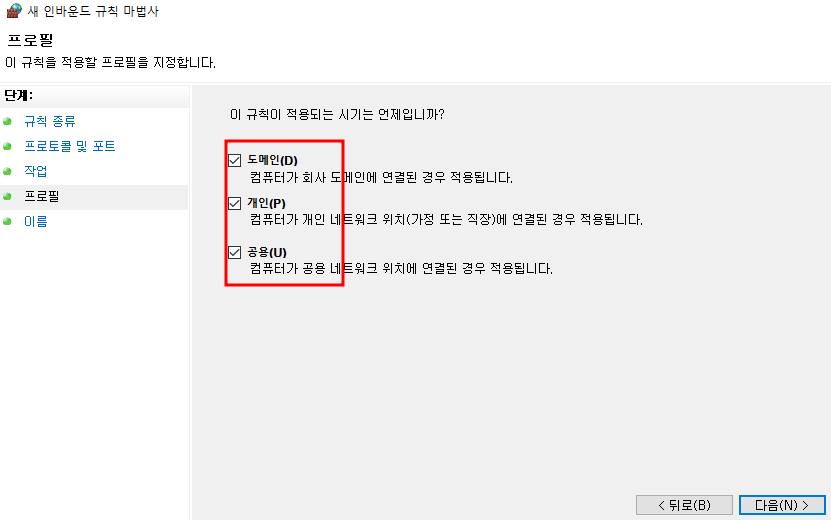 새 인바운드 규칙 마법사
프로필
이 규칙을 적용할 프로필을 지정합니다.
단계:
규칙 종류
프로토콜 및 포트
작업
프로필
이름
이 규칙이 적용되는 시기는 언제입니까?
도메인(D)
컴퓨터가 회사 도메인에 연결된 경우 적용됩니다.
개인(P)
컴퓨터가 개인 네트워크 위치(가정 또는 직장)에 연결된 경우 적용됩니다.
공용(U)
컴퓨터가 공용 네트워크 위치에 연결된 경우 적용됩니다.
< 뒤로(B) 다음(N) >